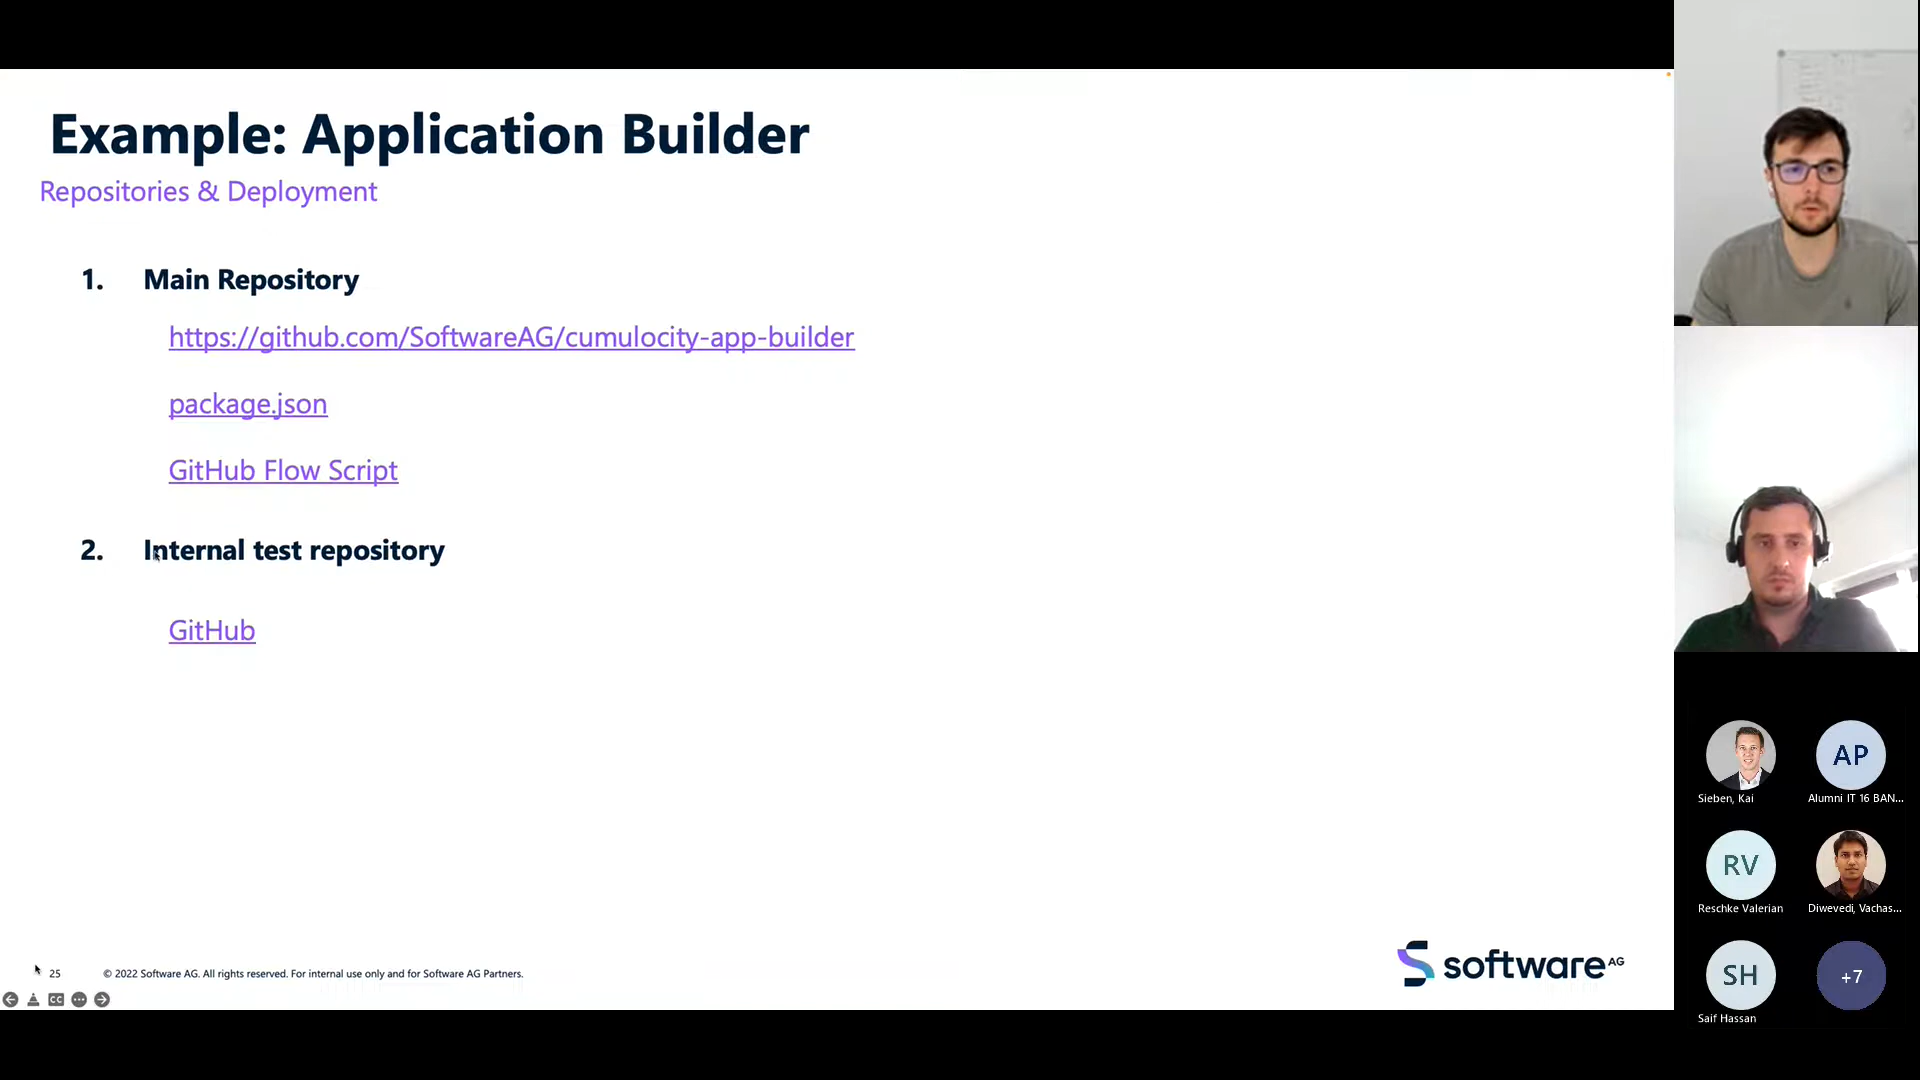 Example: Application Builder
Repositories & Deployment
1. Main Repository
https://github.com/SoftwareAG/cumulocity-app-builder
package.json
GitHub Flow Script
2. Internal test repository
GitHub
25 © 2022 Software AG. All rights reserved. For internal use only and for Software AG Partners.
CC
software AG
AP
Sieben, Kai
Alumni IT 16 BAN...
RV
Reschke Valerian
Diwevedi, Vachas...
SH
+7
Saif Hassan